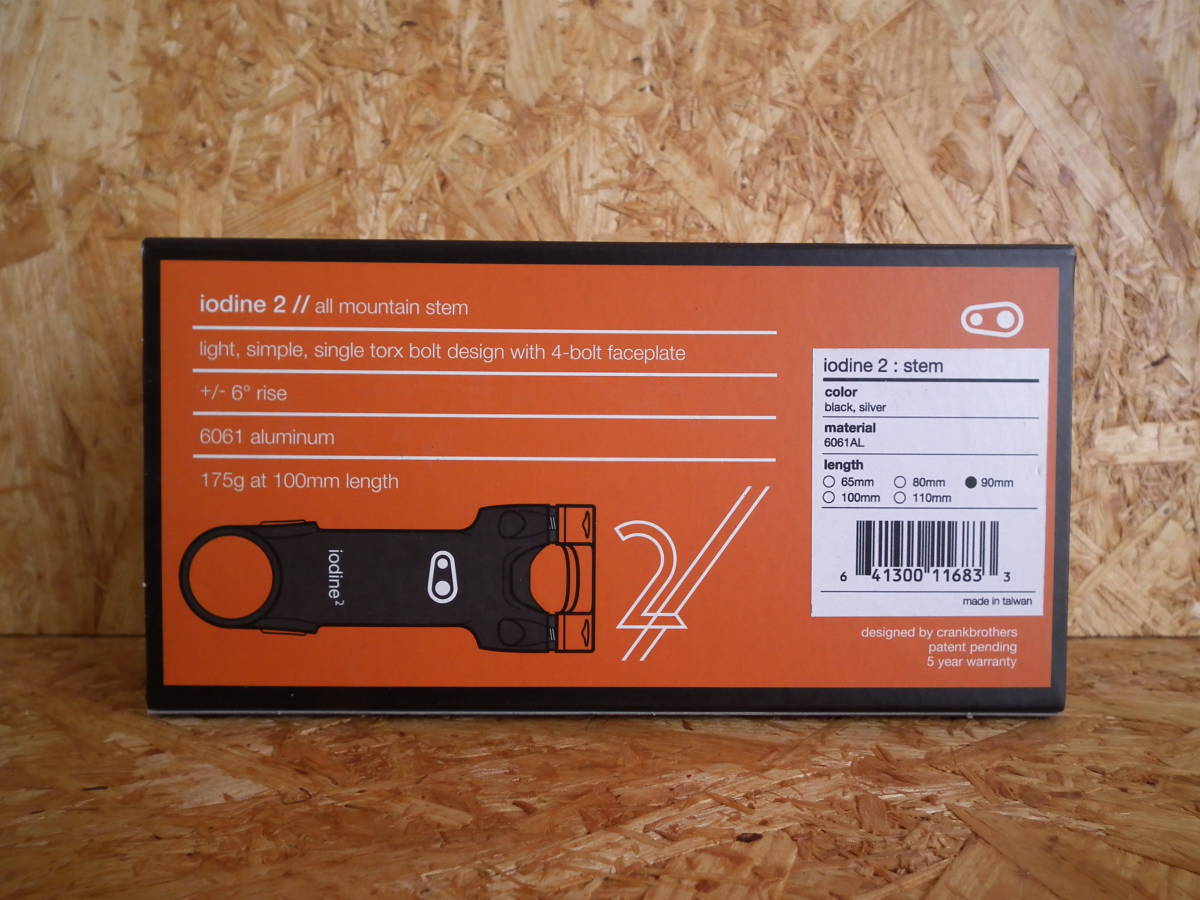 iodine 2 // all mountain stem
light, simple, single torx bolt design with 4-bolt faceplate
+/- 6° rise
6061 aluminum
175g at 100mm length
iodine2
2//
iodine 2 : stem
color
black, silver
material
6061AL
length
65mm 80mm 90mm
100mm 110mm
6 41300 11683 3
made in taiwan
designed by crankbrothers
patent pending
5 year warranty